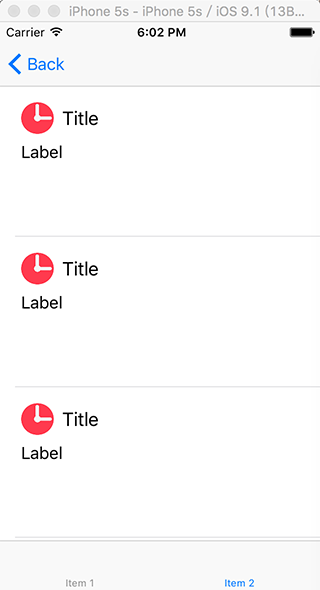 iPhone 5s - iPhone 5s / iOS 9.1 (13B...
Carrier 6:02 PM
Back
Title
Label
Title
Label
Title
Label
Item 1 Item 2